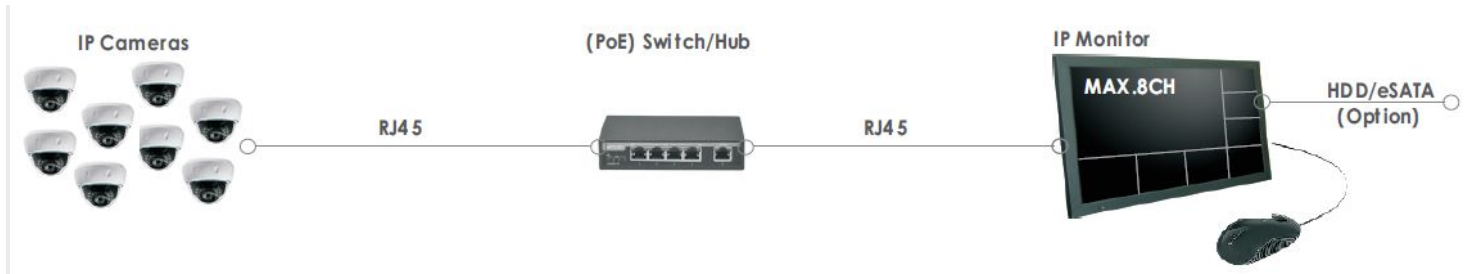 IP Cameras
(PoE) Switch/Hub
IP Monitor
MAX.8CH
HDD/eSATA
(Option)
RJ45
RJ45